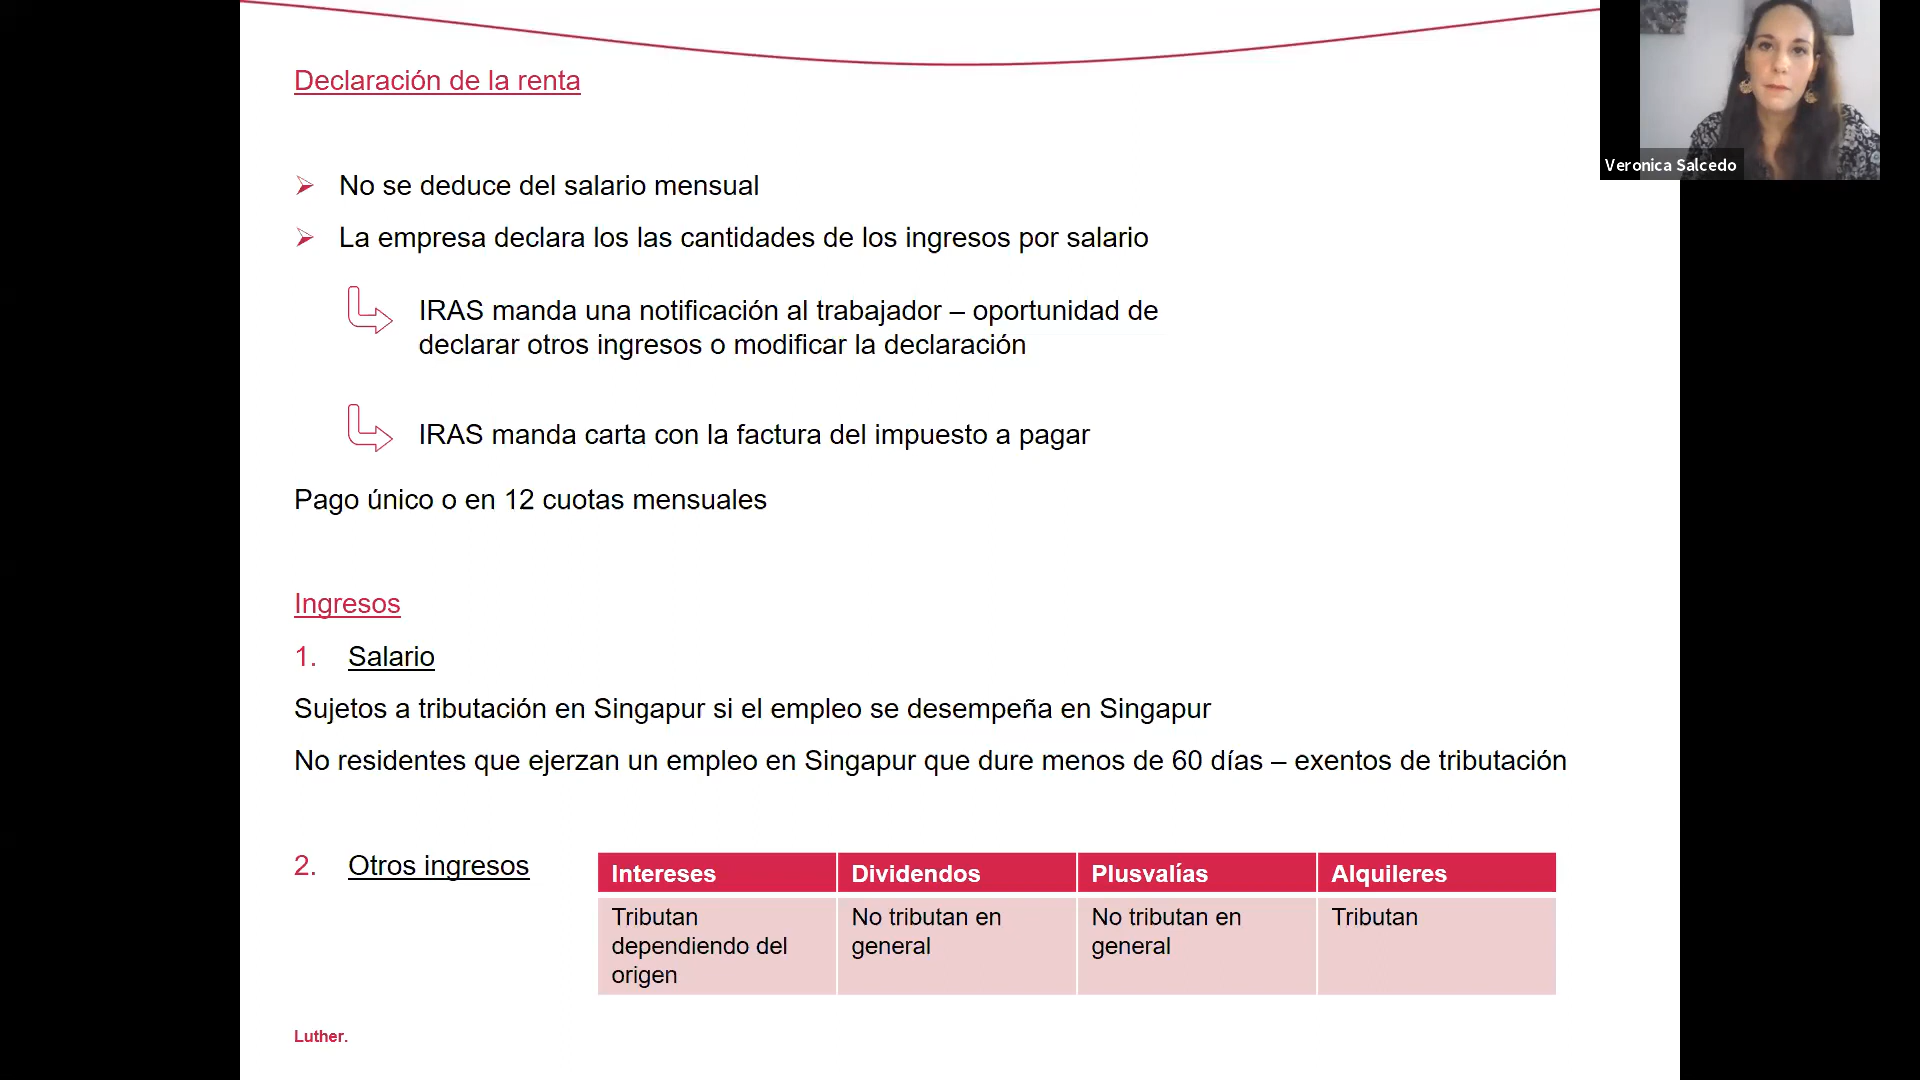 Declaración de la renta
No se deduce del salario mensual
La empresa declara los las cantidades de los ingresos por salario
IRAS manda una notificación al trabajador – oportunidad de
declarar otros ingresos o modificar la declaración
IRAS manda carta con la factura del impuesto a pagar
Pago único o en 12 cuotas mensuales
Ingresos
1. Salario
Sujetos a tributación en Singapur si el empleo se desempeña en Singapur
No residentes que ejerzan un empleo en Singapur que dure menos de 60 días – exentos de tributación
2. Otros ingresos
Intereses Dividendos Plusvalías Alquileres
Tributan No tributan en No tributan en Tributan
dependiendo del general general
origen
Luther.
Veronica Salcedo